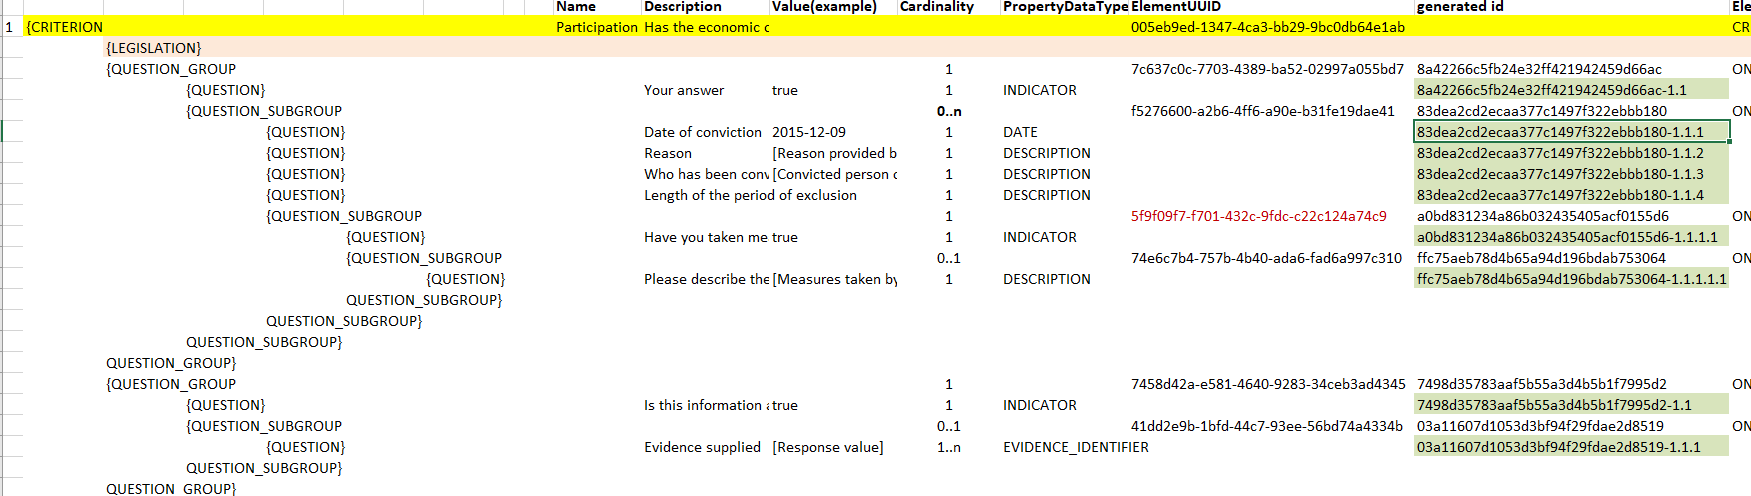 Name Description Value(example) Cardinality PropertyDataType ElementUUID generated id Ele
1 {CRITERION Participation Has the economic c 005eb9ed-1347-4ca3-bb29-9bc0db64e1ab CR
{LEGISLATION}
{QUESTION_GROUP 1 7c637c0c-7703-4389-ba52-02997a055bd7 8a42266c5fb24e32ff421942459d66ac ON
{QUESTION} Your answer true 1 INDICATOR 8a42266c5fb24e32ff421942459d66ac-1.1
{QUESTION_SUBGROUP 0..n f5276600-a2b6-4ff6-a90e-b31fe19dae41 83dea2cd2ecaa377c1497f322ebbb180 ON
{QUESTION} Date of conviction 2015-12-09 1 DATE 83dea2cd2ecaa377c1497f322ebbb180-1.1.1
{QUESTION} Reason [Reason provided b 1 DESCRIPTION 83dea2cd2ecaa377c1497f322ebbb180-1.1.2
{QUESTION} Who has been conv [Convicted person c 1 DESCRIPTION 83dea2cd2ecaa377c1497f322ebbb180-1.1.3
{QUESTION} Length of the period of exclusion 1 DESCRIPTION 83dea2cd2ecaa377c1497f322ebbb180-1.1.4
{QUESTION_SUBGROUP 1 5f9f09f7-f701-432c-9fdc-c22c124a74c9 a0bd831234a86b032435405acf0155d6 ON
{QUESTION} Have you taken me true 1 INDICATOR a0bd831234a86b032435405acf0155d6-1.1.1.1
{QUESTION_SUBGROUP 0..1 74e6c7b4-757b-4b40-ada6-fad6a997c310 ffc75aeb78d4b65a94d196bdab753064 ON
{QUESTION} Please describe the [Measures taken by 1 DESCRIPTION ffc75aeb78d4b65a94d196bdab753064-1.1.1.1.1
QUESTION_SUBGROUP}
QUESTION_SUBGROUP}
QUESTION_SUBGROUP}
QUESTION_GROUP}
{QUESTION_GROUP 1 7458d42a-e581-4640-9283-34ceb3ad4345 7498d35783aaf5b55a3d4b5b1f7995d2 ON
{QUESTION} Is this information a true 1 INDICATOR 7498d35783aaf5b55a3d4b5b1f7995d2-1.1
{QUESTION_SUBGROUP 0..1 41dd2e9b-1bfd-44c7-93ee-56bd74a4334b 03a11607d1053d3bf94f29fdae2d8519 ON
{QUESTION} Evidence supplied [Response value] 1..n EVIDENCE_IDENTIFIER 03a11607d1053d3bf94f29fdae2d8519-1.1.1
QUESTION_SUBGROUP}
QUESTION_GROUP}